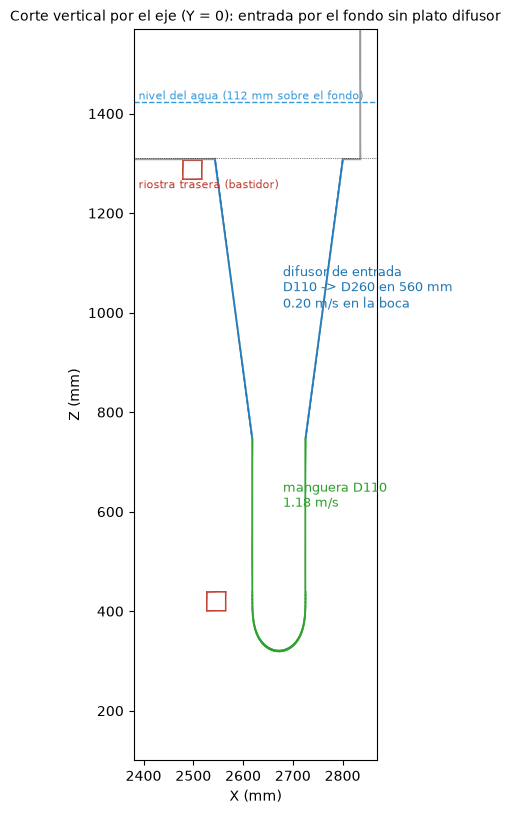 Corte vertical por el eje (Y = 0): entrada por el fondo sin plato difusor
nivel del agua (112 mm sobre el fondo)
riostra trasera (bastidor)
difusor de entrada
D110 -> D260 en 560 mm
0.20 m/s en la boca
manguera D110
1.18 m/s
Z (mm)
1400
1200
1000
800
600
400
200
2400 2500 2600 2700 2800
X (mm)